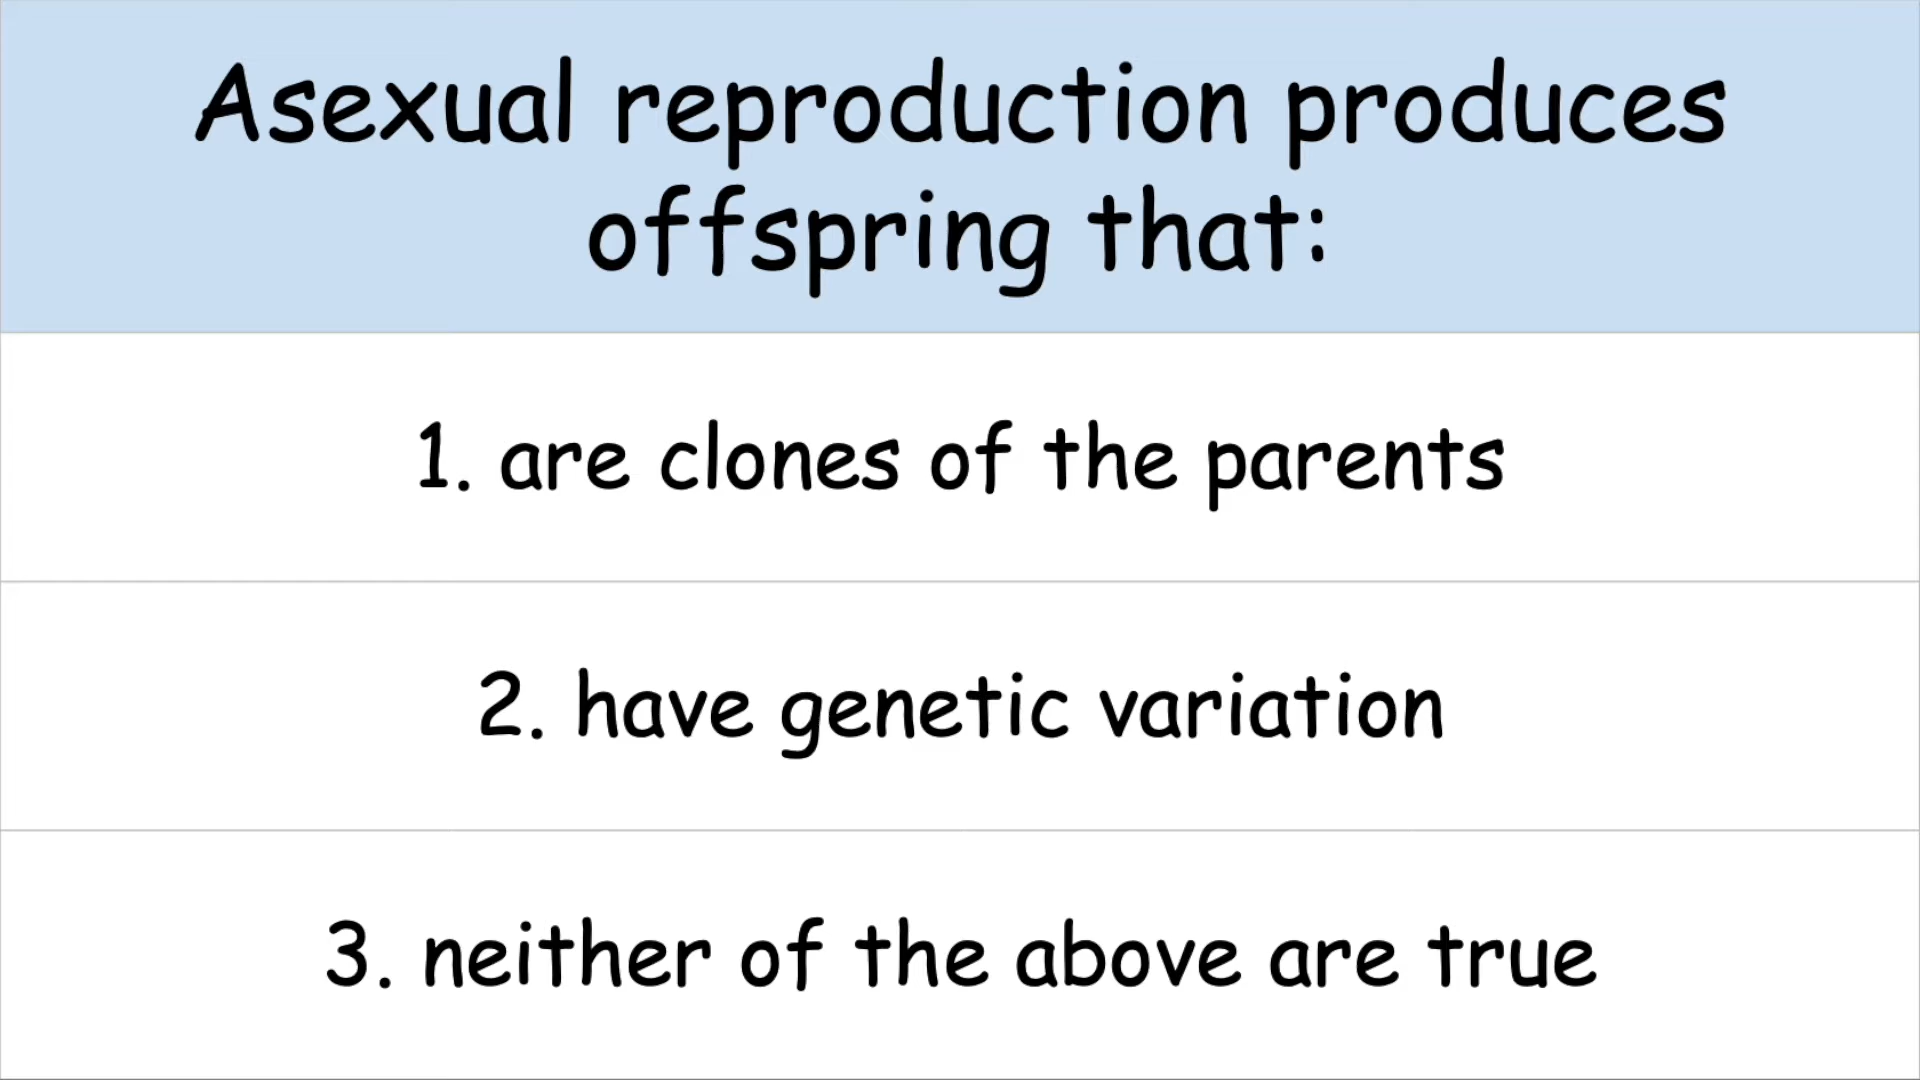 Asexual reproduction produces
offspring that:
1. are clones of the parents
2. have genetic variation
3. neither of the above are true